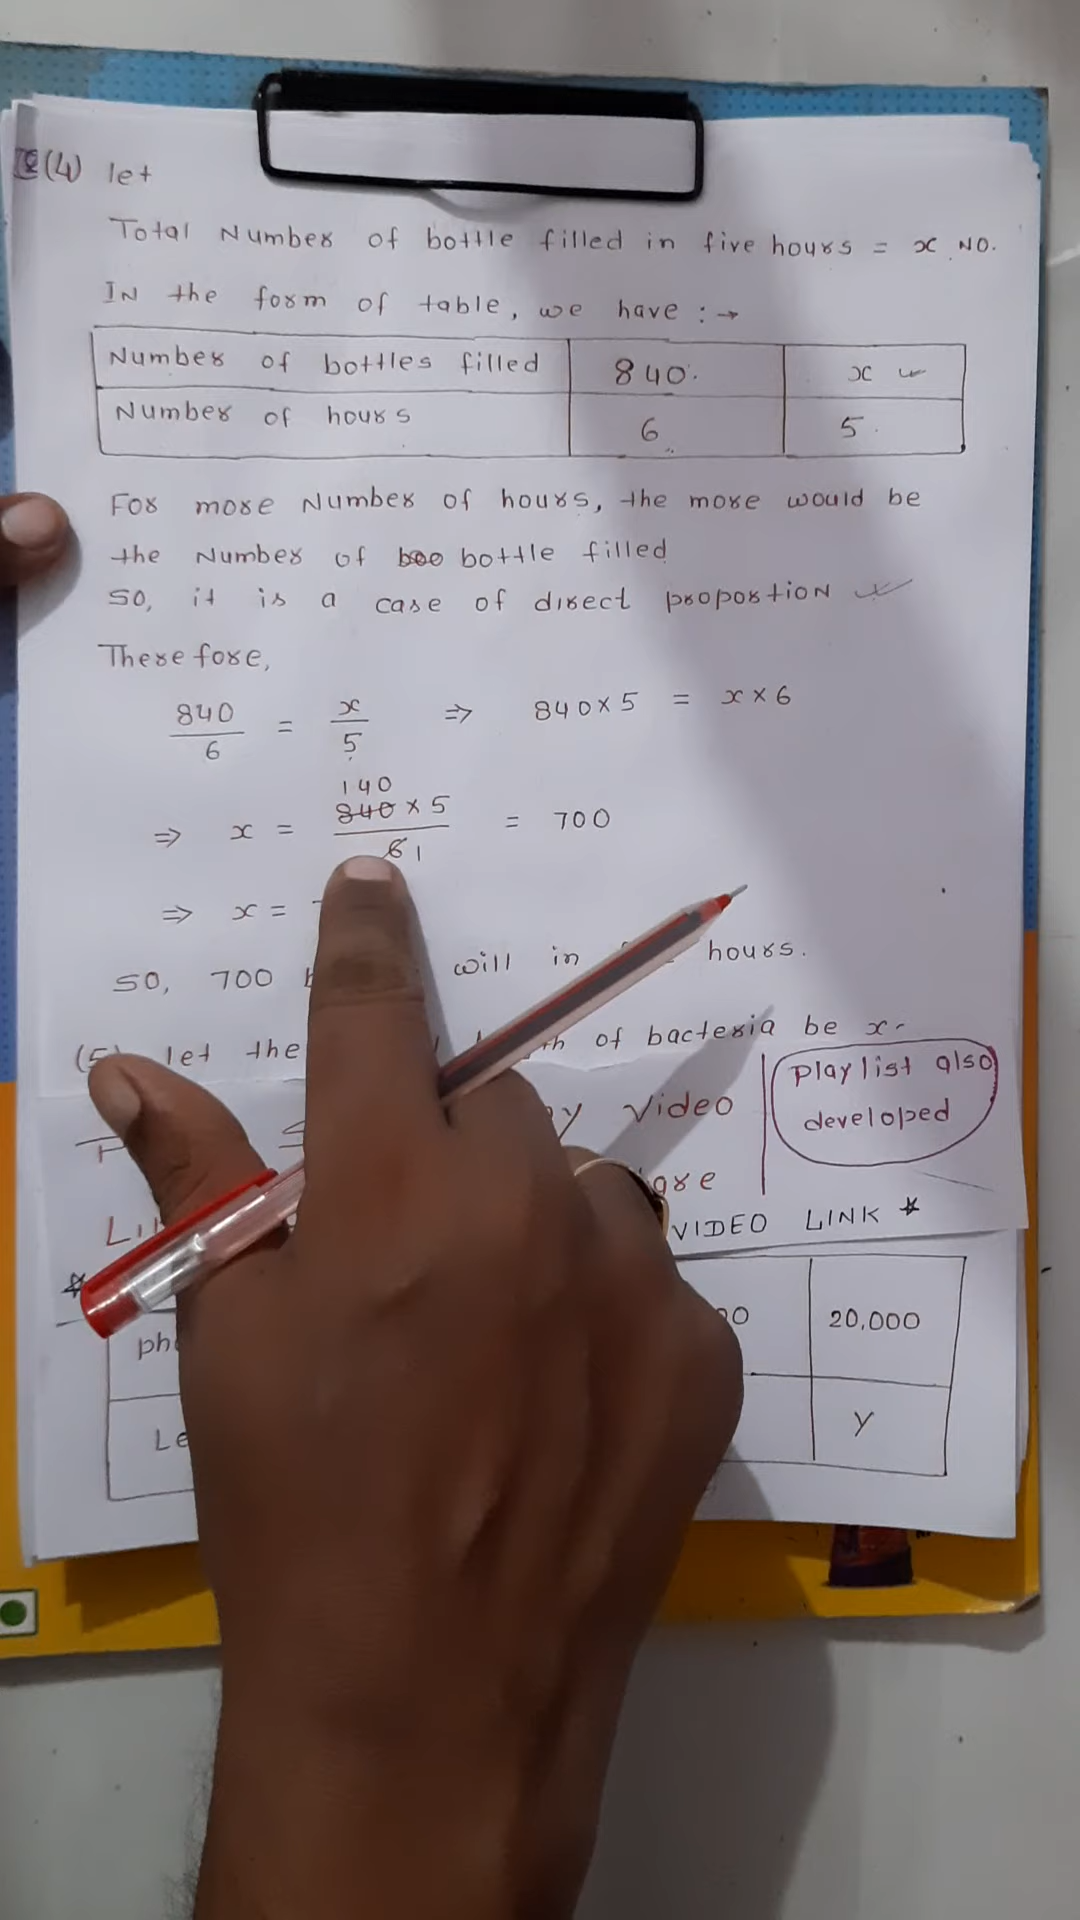 (4) let
Total Number of bottle filled in five hours = x NO.
IN the form of table, we have : →
Number of bottles filled 840. x
Number of hours 6 5
For more Number of hours, the more would be
the Number of boo bottle filled
so, it is a case of direct proportion
Therefore,
840/6 = x/5 ⇒ 840 × 5 = x × 6
140
⇒ x = 840 × 5 / 6 1 = 700
⇒ x =
so, 700 will in hours.
(5) let the of bacteria be x.
Playlist also
developed
Video
VIDEO LINK *
20,000
Y